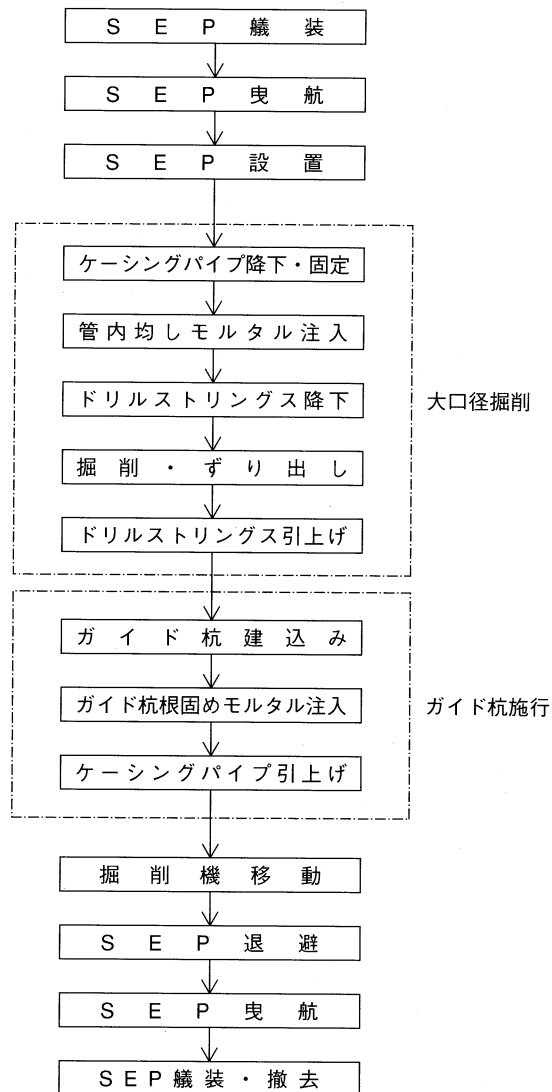 SEP艤装
SEP曳航
SEP設置
ケーシングパイプ降下・固定
管内均しモルタル注入
ドリルストリングス降下
大口径掘削
掘削・ずり出し
ドリルストリングス引上げ
ガイド杭建込み
ガイド杭根固めモルタル注入
ガイド杭施行
ケーシングパイプ引上げ
掘削機移動
SEP退避
SEP曳航
SEP艤装・撤去